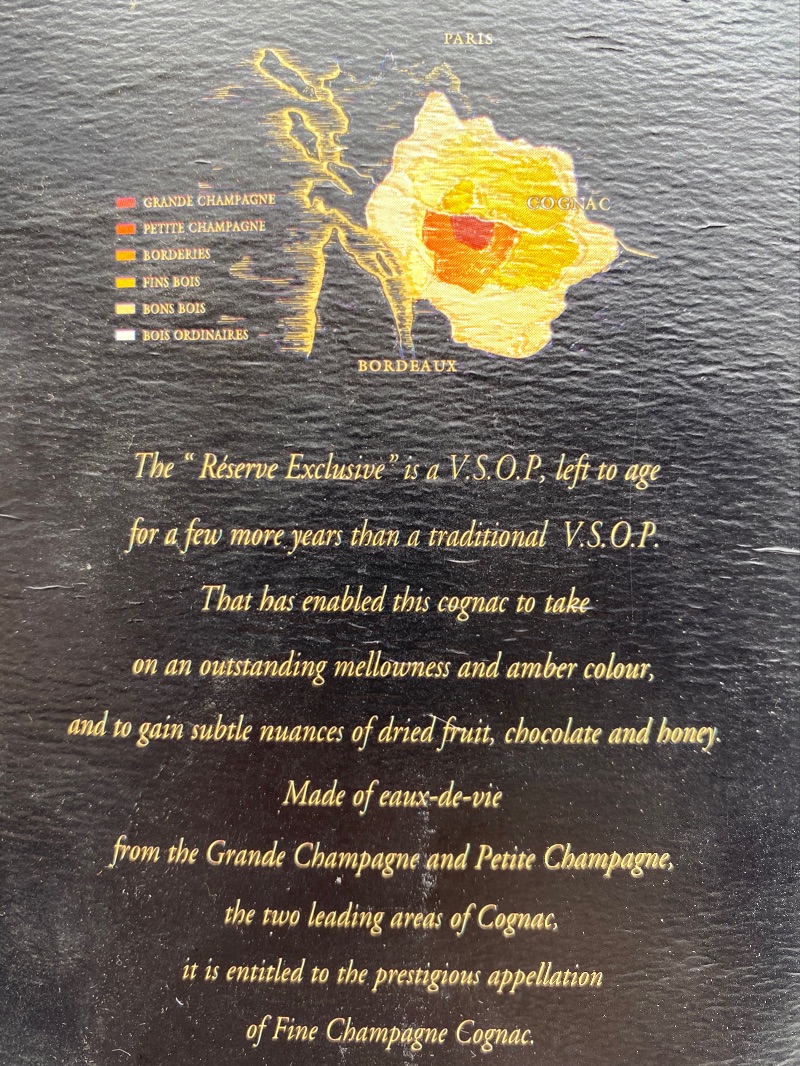 PARIS
COGNAC
GRANDE CHAMPAGNE
PETITE CHAMPAGNE
BORDERIES
FINS BOIS
BONS BOIS
BOIS ORDINAIRES
BORDEAUX
The “ Réserve Exclusive” is a V.S.O.P, left to age
for a few more years than a traditional V.S.O.P.
That has enabled this cognac to take
on an outstanding mellowness and amber colour,
and to gain subtle nuances of dried fruit, chocolate and honey.
Made of eaux-de-vie
from the Grande Champagne and Petite Champagne,
the two leading areas of Cognac,
it is entitled to the prestigious appellation
of Fine Champagne Cognac.